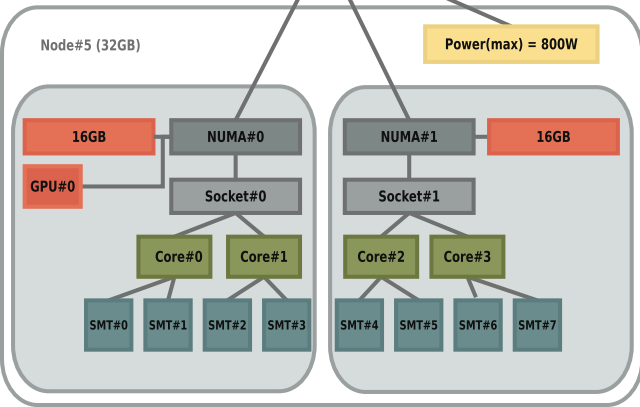 Node#5 (32GB)
Power(max) = 800W
16GB
NUMA#0
NUMA#1
16GB
GPU#0
Socket#0
Socket#1
Core#0
Core#1
Core#2
Core#3
SMT#0
SMT#1
SMT#2
SMT#3
SMT#4
SMT#5
SMT#6
SMT#7